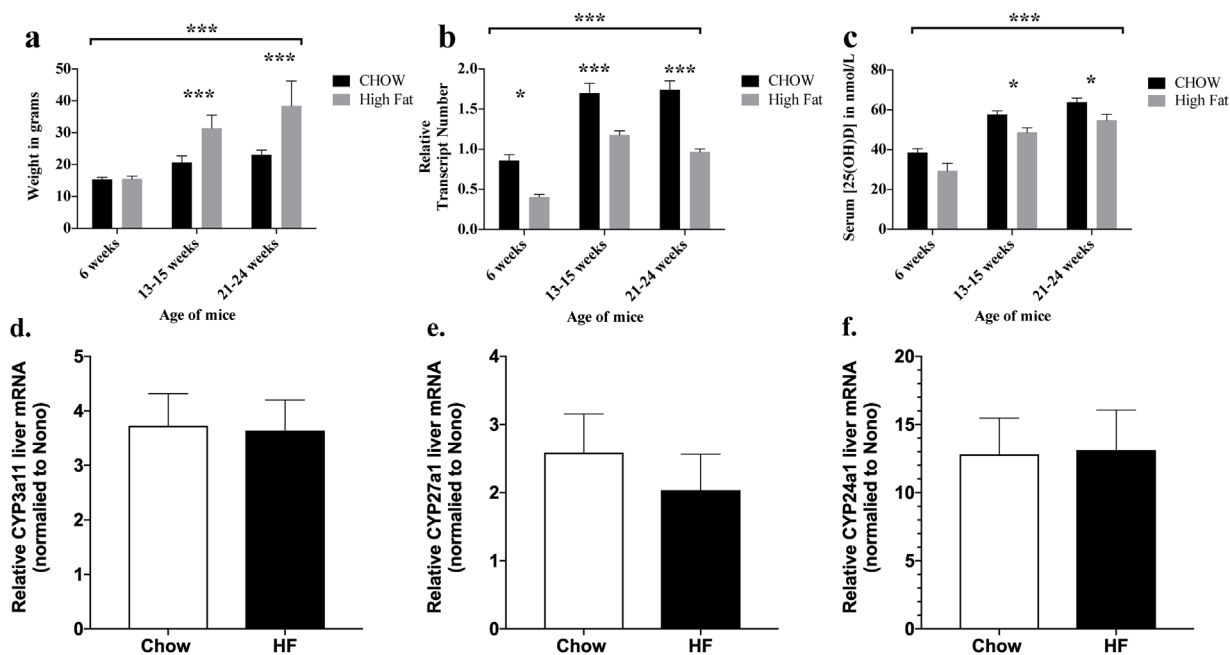 a
***
***
***
Weight in grams
50
40
30
20
10
0
CHOW
High Fat
6 weeks
13-15 weeks
21-24 weeks
Age of mice
b
***
*
***
***
Relative
Transcript Number
2.0
1.5
1.0
0.5
0.0
CHOW
High Fat
6 weeks
13-15 weeks
21-24 weeks
Age of mice
c
***
*
*
Serum [25(OH)D] in nmol/L
80
60
40
20
0
CHOW
High Fat
6 weeks
13-15 weeks
21-24 weeks
Age of mice
d.
Relative CYP3a11 liver mRNA
(normalied to Nono)
5
4
3
2
1
0
Chow
HF
e.
Relative CYP27a1 liver mRNA
(normalied to Nono)
4
3
2
1
0
Chow
HF
f.
Relative CYP24a1 liver mRNA
(normalied to Nono)
20
15
10
5
0
Chow
HF